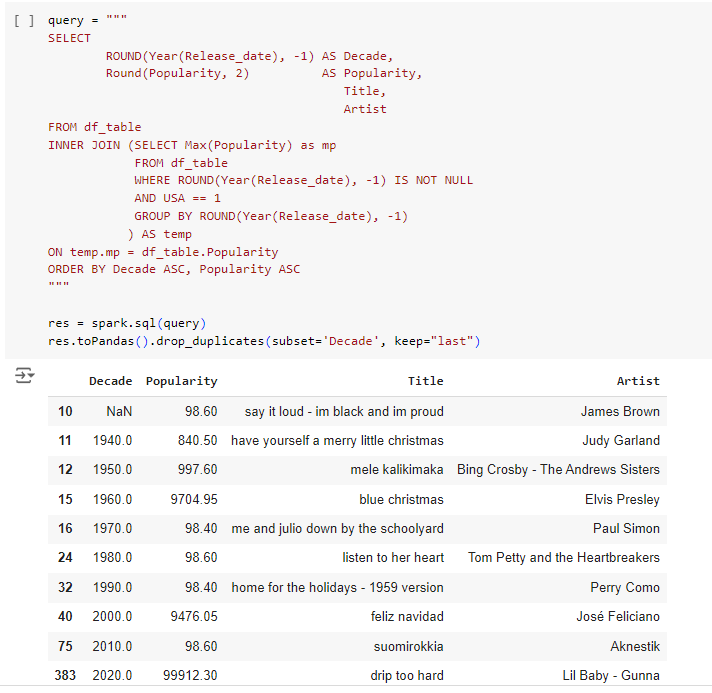 [ ] query = """
SELECT
ROUND(Year(Release_date), -1) AS Decade,
Round(Popularity, 2) AS Popularity,
Title,
Artist
FROM df_table
INNER JOIN (SELECT Max(Popularity) as mp
FROM df_table
WHERE ROUND(Year(Release_date), -1) IS NOT NULL
AND USA == 1
GROUP BY ROUND(Year(Release_date), -1)
) AS temp
ON temp.mp = df_table.Popularity
ORDER BY Decade ASC, Popularity ASC
"""
res = spark.sql(query)
res.toPandas().drop_duplicates(subset='Decade', keep="last")
Decade Popularity Title Artist
10 NaN 98.60 say it loud - im black and im proud James Brown
11 1940.0 840.50 have yourself a merry little christmas Judy Garland
12 1950.0 997.60 mele kalikimaka Bing Crosby - The Andrews Sisters
15 1960.0 9704.95 blue christmas Elvis Presley
16 1970.0 98.40 me and julio down by the schoolyard Paul Simon
24 1980.0 98.60 listen to her heart Tom Petty and the Heartbreakers
32 1990.0 98.40 home for the holidays - 1959 version Perry Como
40 2000.0 9476.05 feliz navidad José Feliciano
75 2010.0 98.60 suomirokkia Aknestik
383 2020.0 99912.30 drip too hard Lil Baby - Gunna